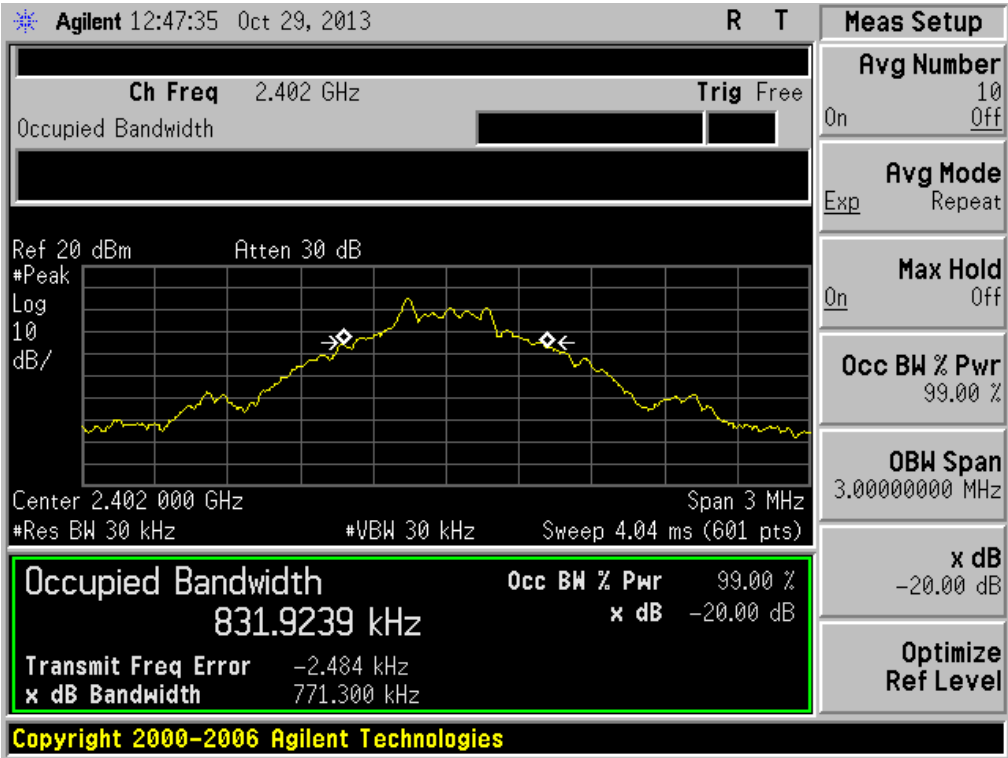 Agilent 12:47:35 Oct 29, 2013 R T
Ch Freq 2.402 GHz Trig Free
Occupied Bandwidth
Ref 20 dBm Atten 30 dB
#Peak
Log
10
dB/
Center 2.402 000 GHz Span 3 MHz
#Res BW 30 kHz #VBW 30 kHz Sweep 4.04 ms (601 pts)
Occupied Bandwidth Occ BW % Pwr 99.00 %
831.9239 kHz x dB -20.00 dB
Transmit Freq Error -2.484 kHz
x dB Bandwidth 771.300 kHz
Copyright 2000-2006 Agilent Technologies
Meas Setup
Avg Number
10
On Off
Avg Mode
Exp Repeat
Max Hold
On Off
Occ BW % Pwr
99.00 %
OBW Span
3.00000000 MHz
x dB
-20.00 dB
Optimize
Ref Level